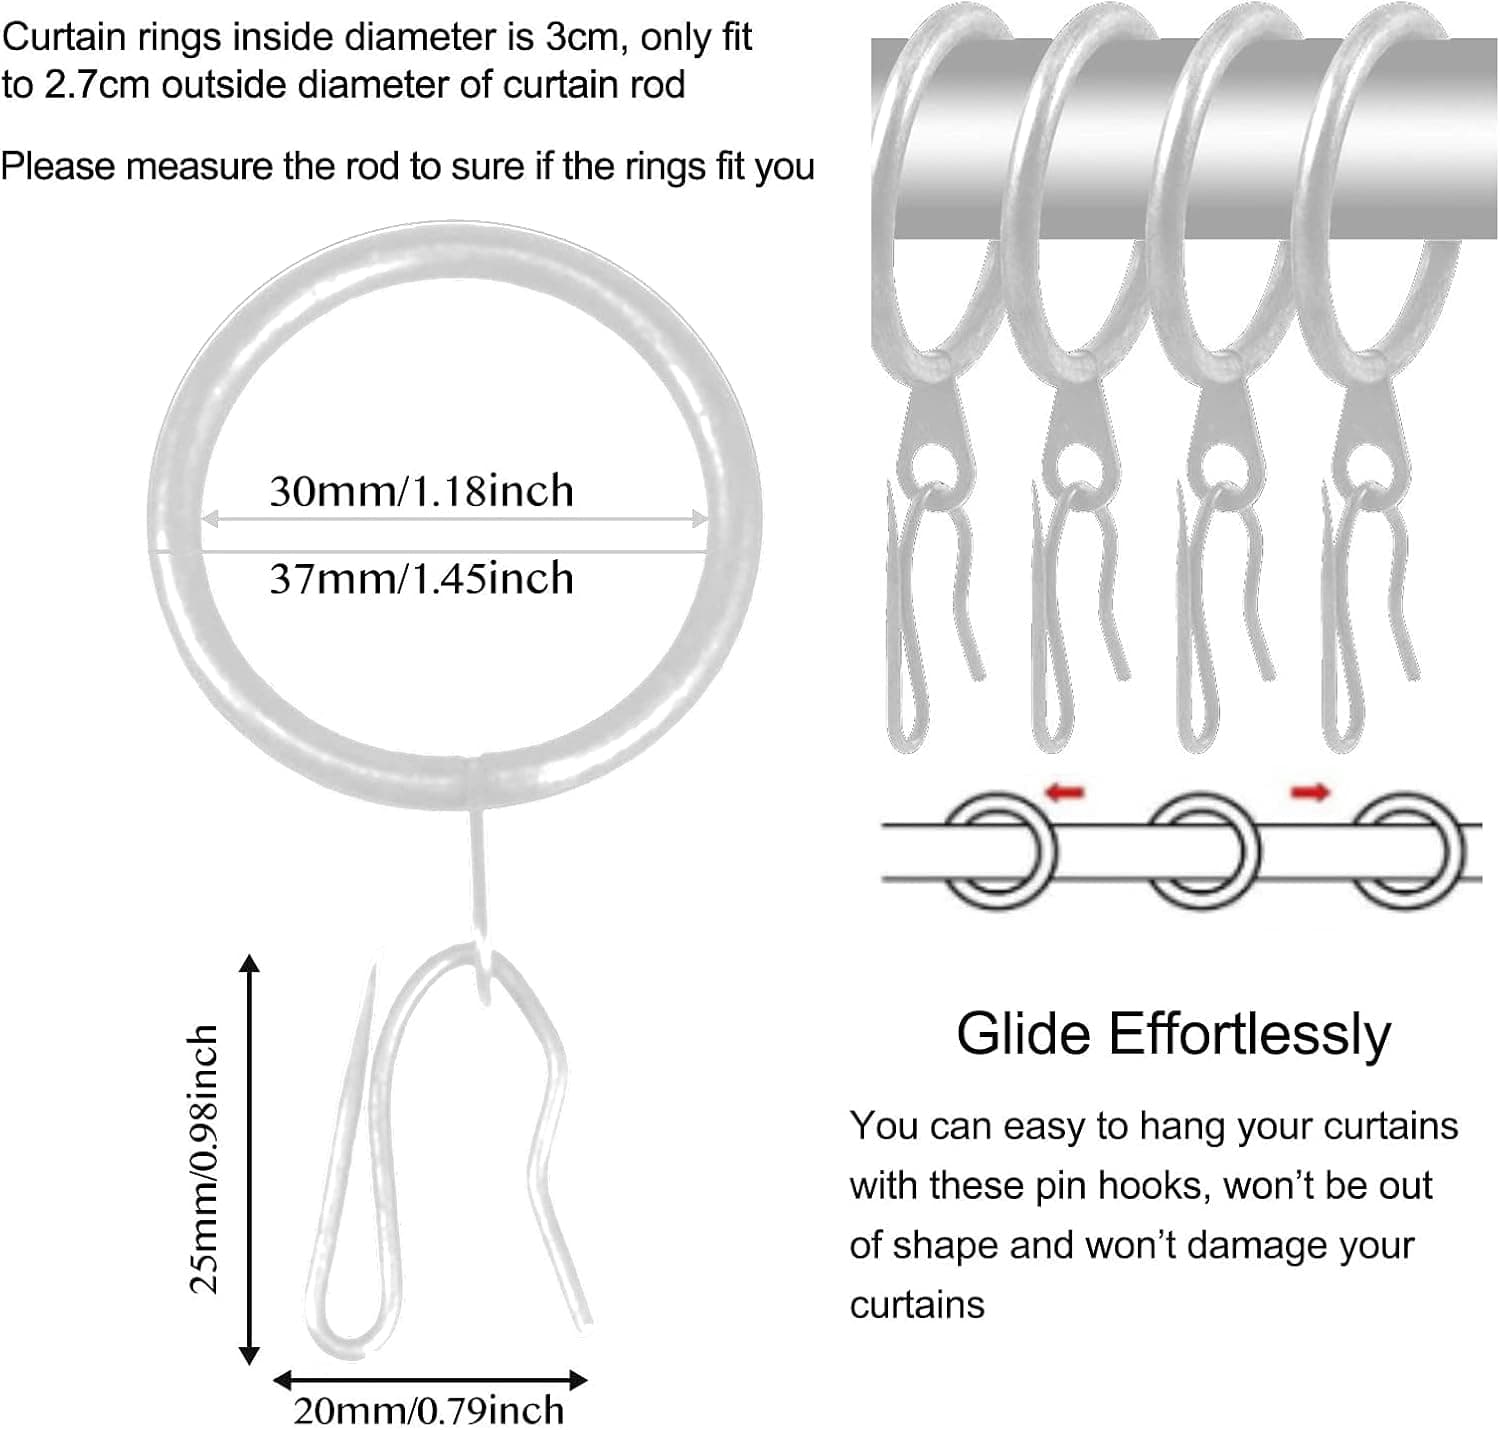 Curtain rings inside diameter is 3cm, only fit
to 2.7cm outside diameter of curtain rod
Please measure the rod to sure if the rings fit you
30mm/1.18inch
37mm/1.45inch
25mm/0.98inch
20mm/0.79inch
Glide Effortlessly
You can easy to hang your curtains
with these pin hooks, won’t be out
of shape and won’t damage your
curtains